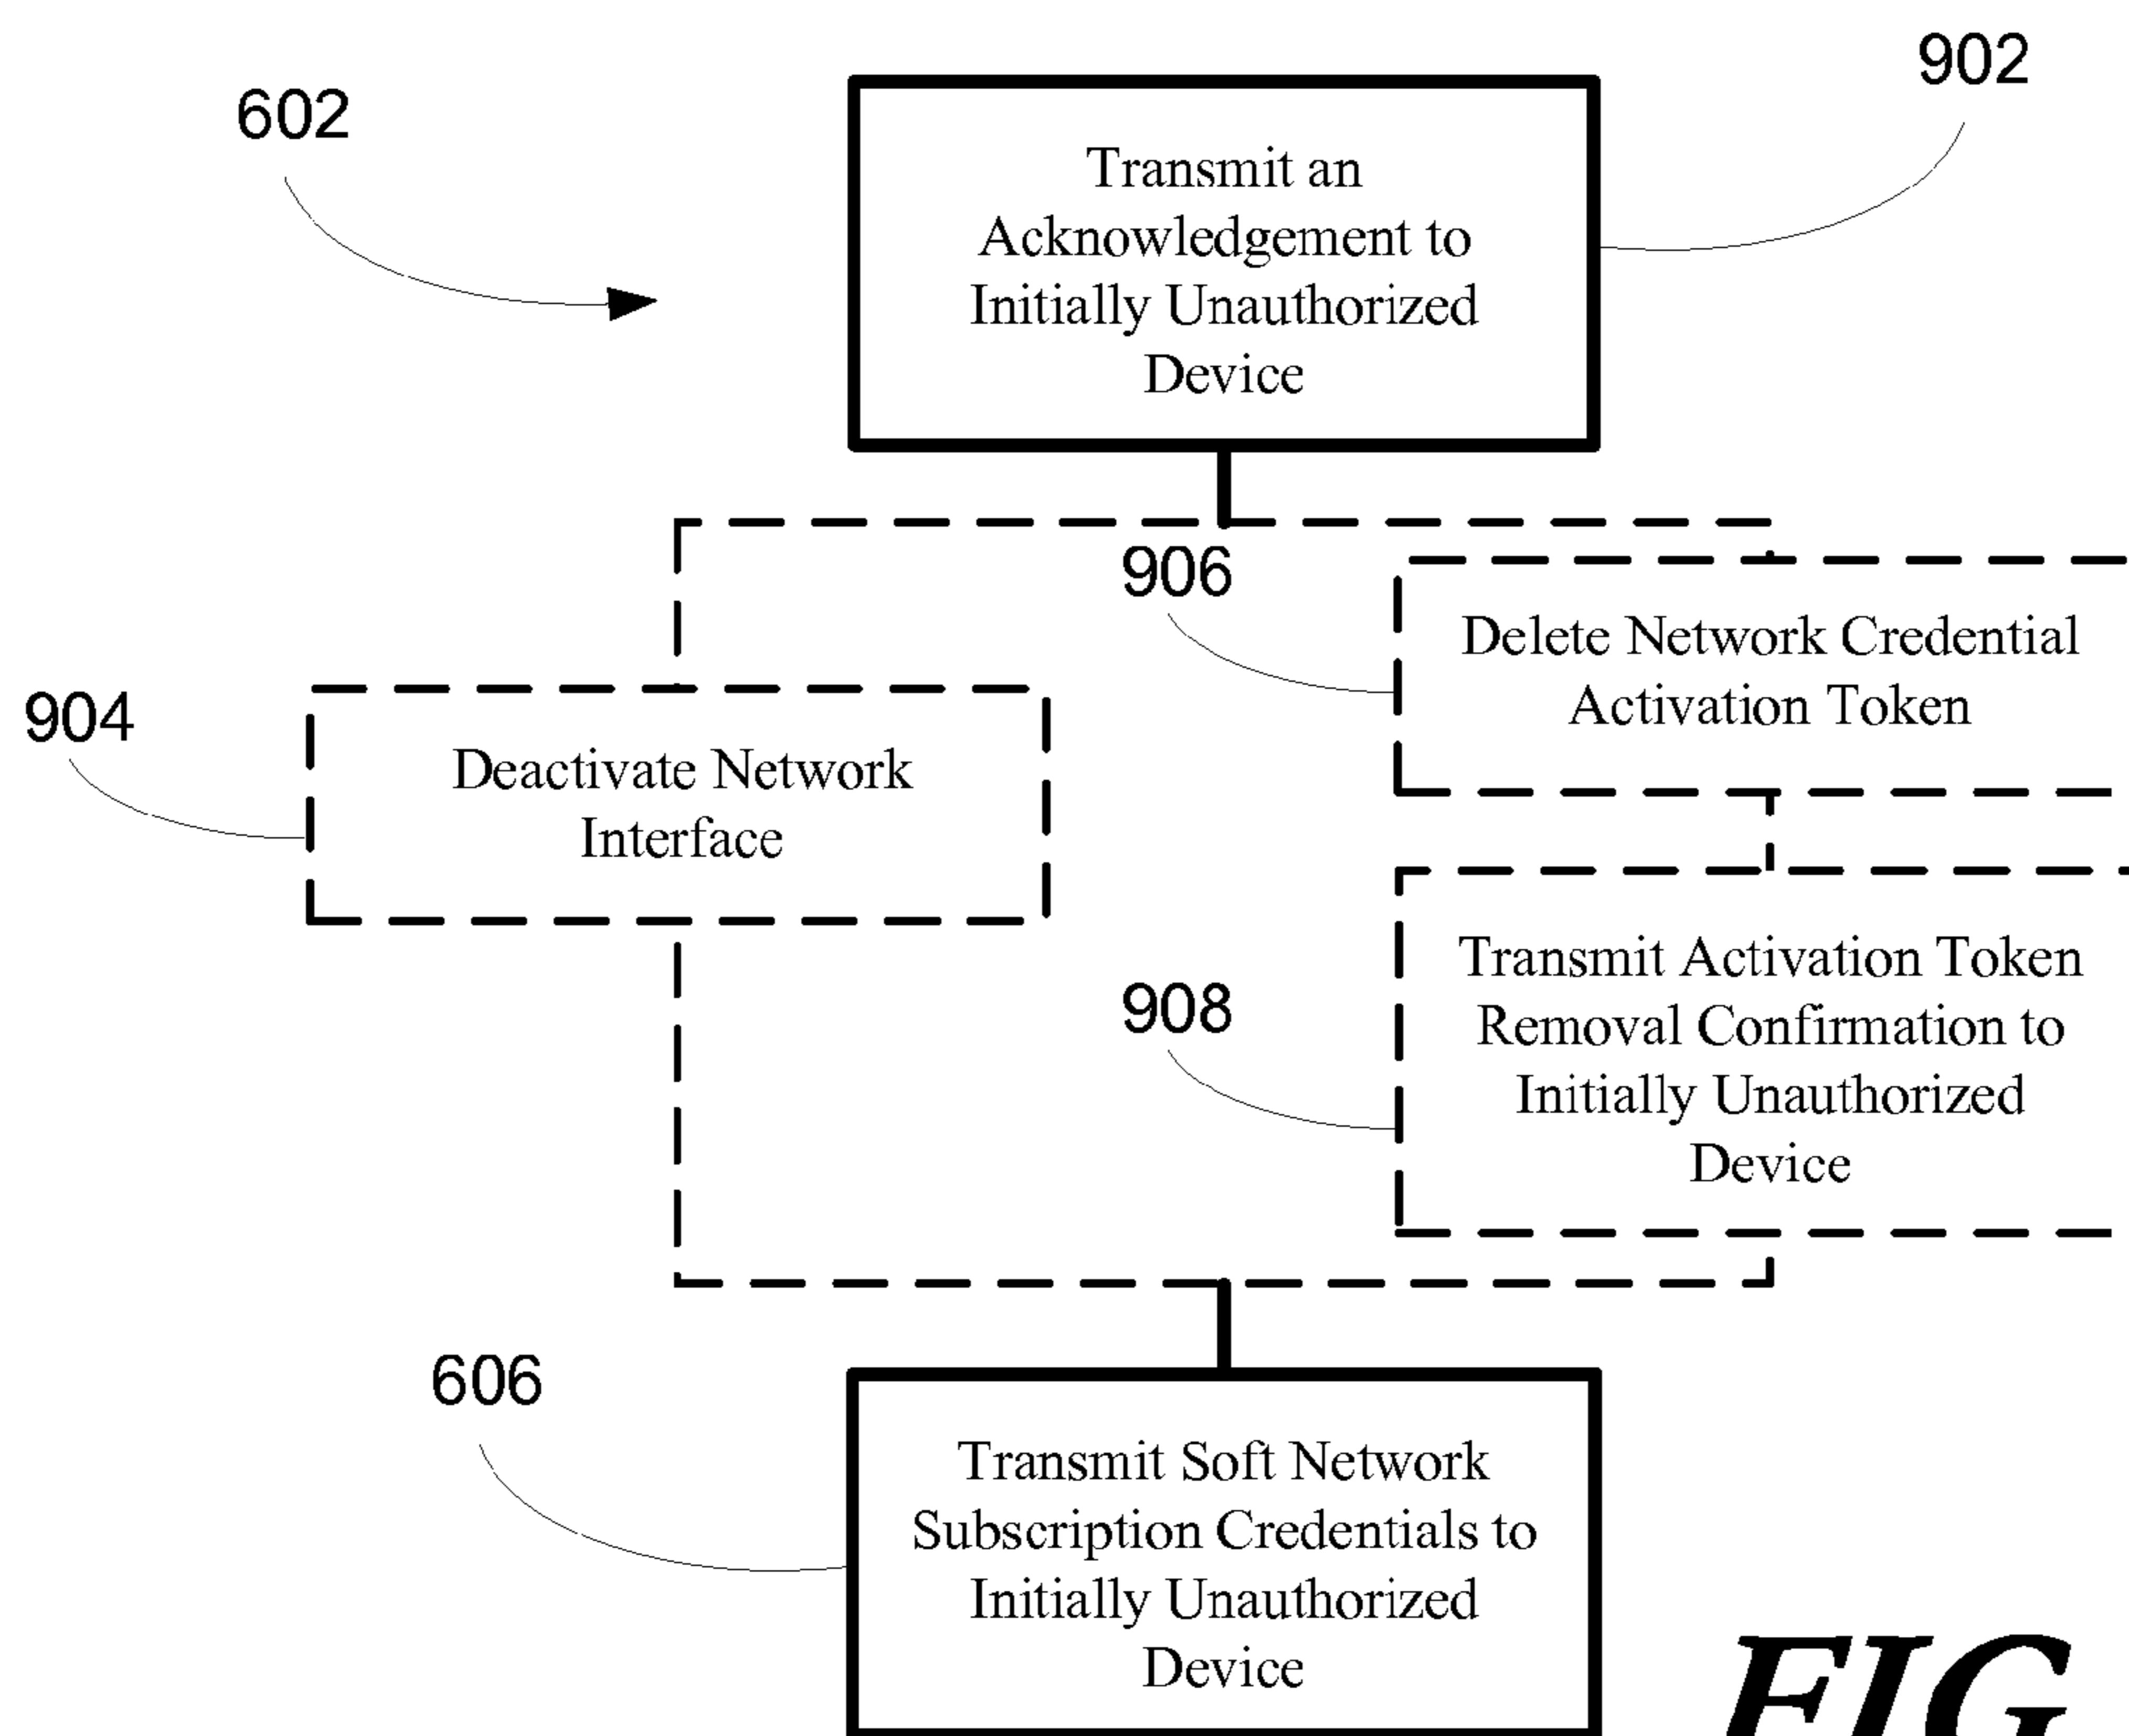 902
602
Transmit an
Acknowledgement to
Initially Unauthorized
Device
906
Delete Network Credential
Activation Token
904
Deactivate Network
Interface
908
Transmit Activation Token
Removal Confirmation to
Initially Unauthorized
Device
606
Transmit Soft Network
Subscription Credentials to
Initially Unauthorized
Device
FIG